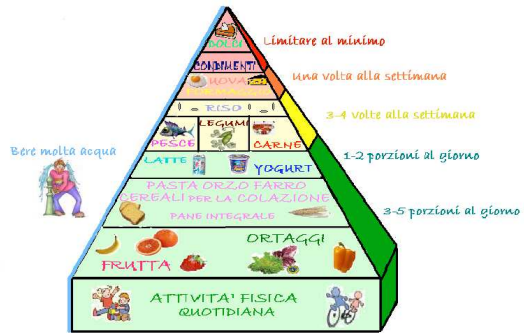 DOLCI
Limitare al minimo
CONDIMENTI
UOVA
FORMAGGI
Una volta alla settimana
RISO
3-4 volte alla settimana
PESCE
LEGUMI
CARNE
Bere molta acqua
LATTE
YOGURT
1-2 porzioni al giorno
PASTA ORZO FARRO
CEREALI PER LA COLAZIONE
PANE INTEGRALE
3-5 porzioni al giorno
ORTAGGI
FRUTTA
ATTIVITA' FISICA
QUOTIDIANA